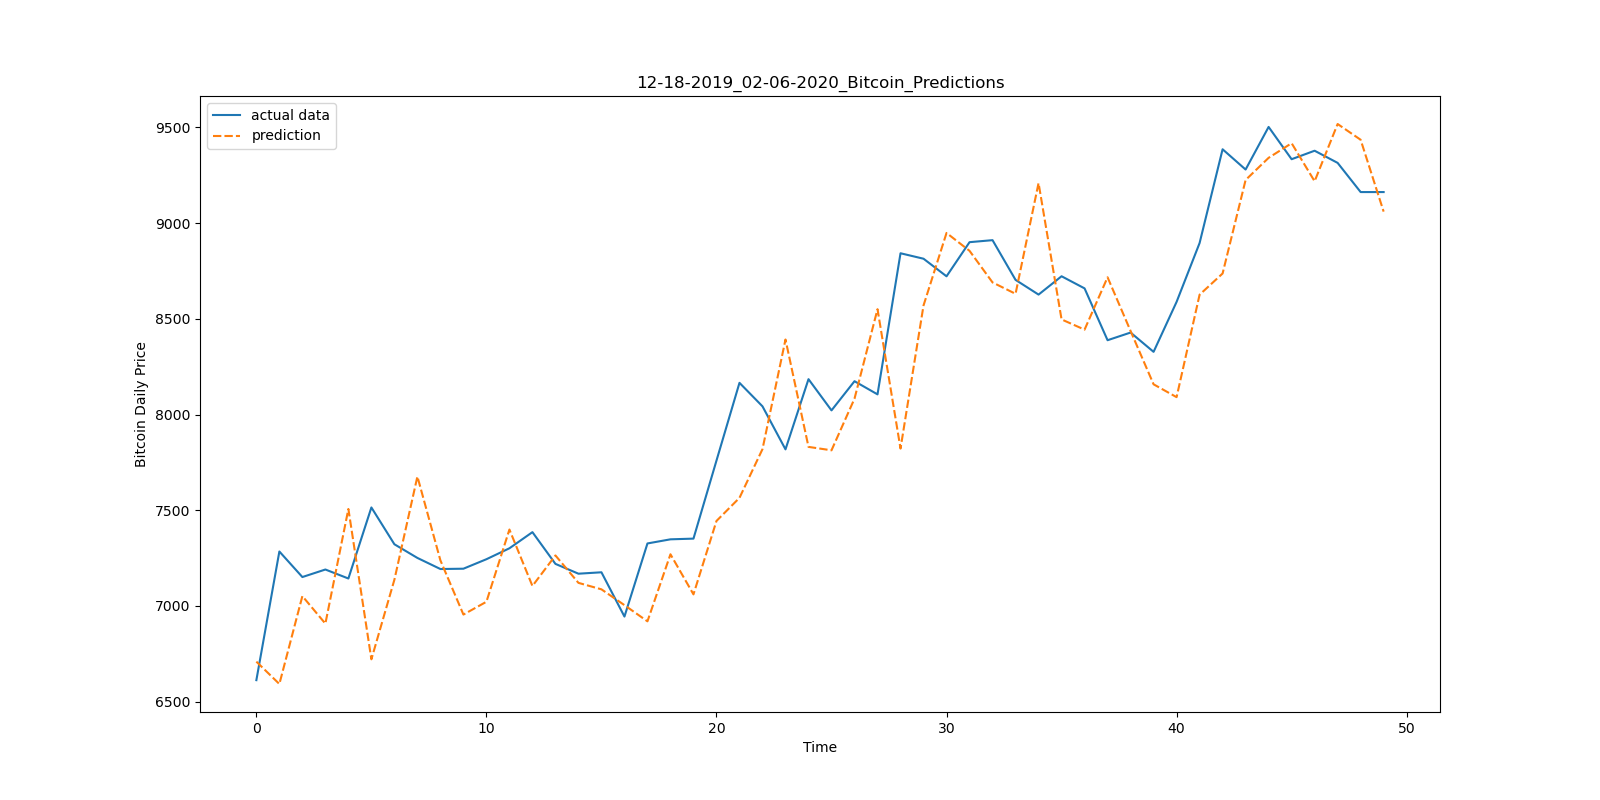 12-18-2019_02-06-2020_Bitcoin_Predictions
actual data
prediction
9500
9000
8500
8000
7500
7000
6500
Bitcoin Daily Price
0 10 20 30 40 50
Time